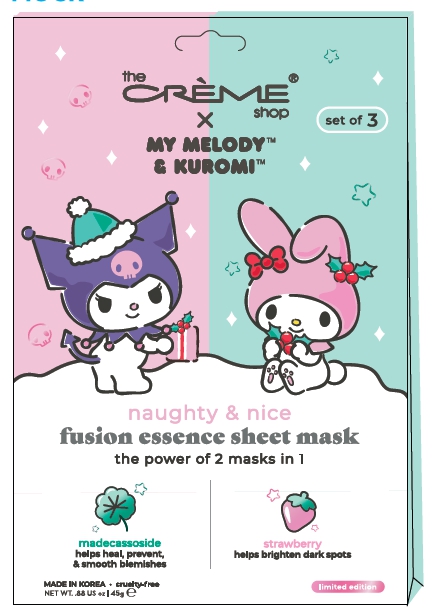 the
CRÈME®
shop
X
MY MELODY™
& KUROMI™
set of 3
naughty & nice
fusion essence sheet mask
the power of 2 masks in 1
madecassoside
helps heal, prevent,
& smooth blemishes
strawberry
helps brighten dark spots
MADE IN KOREA • cruelty-free
NET WT. .88 US oz | 45g ℮
limited edition